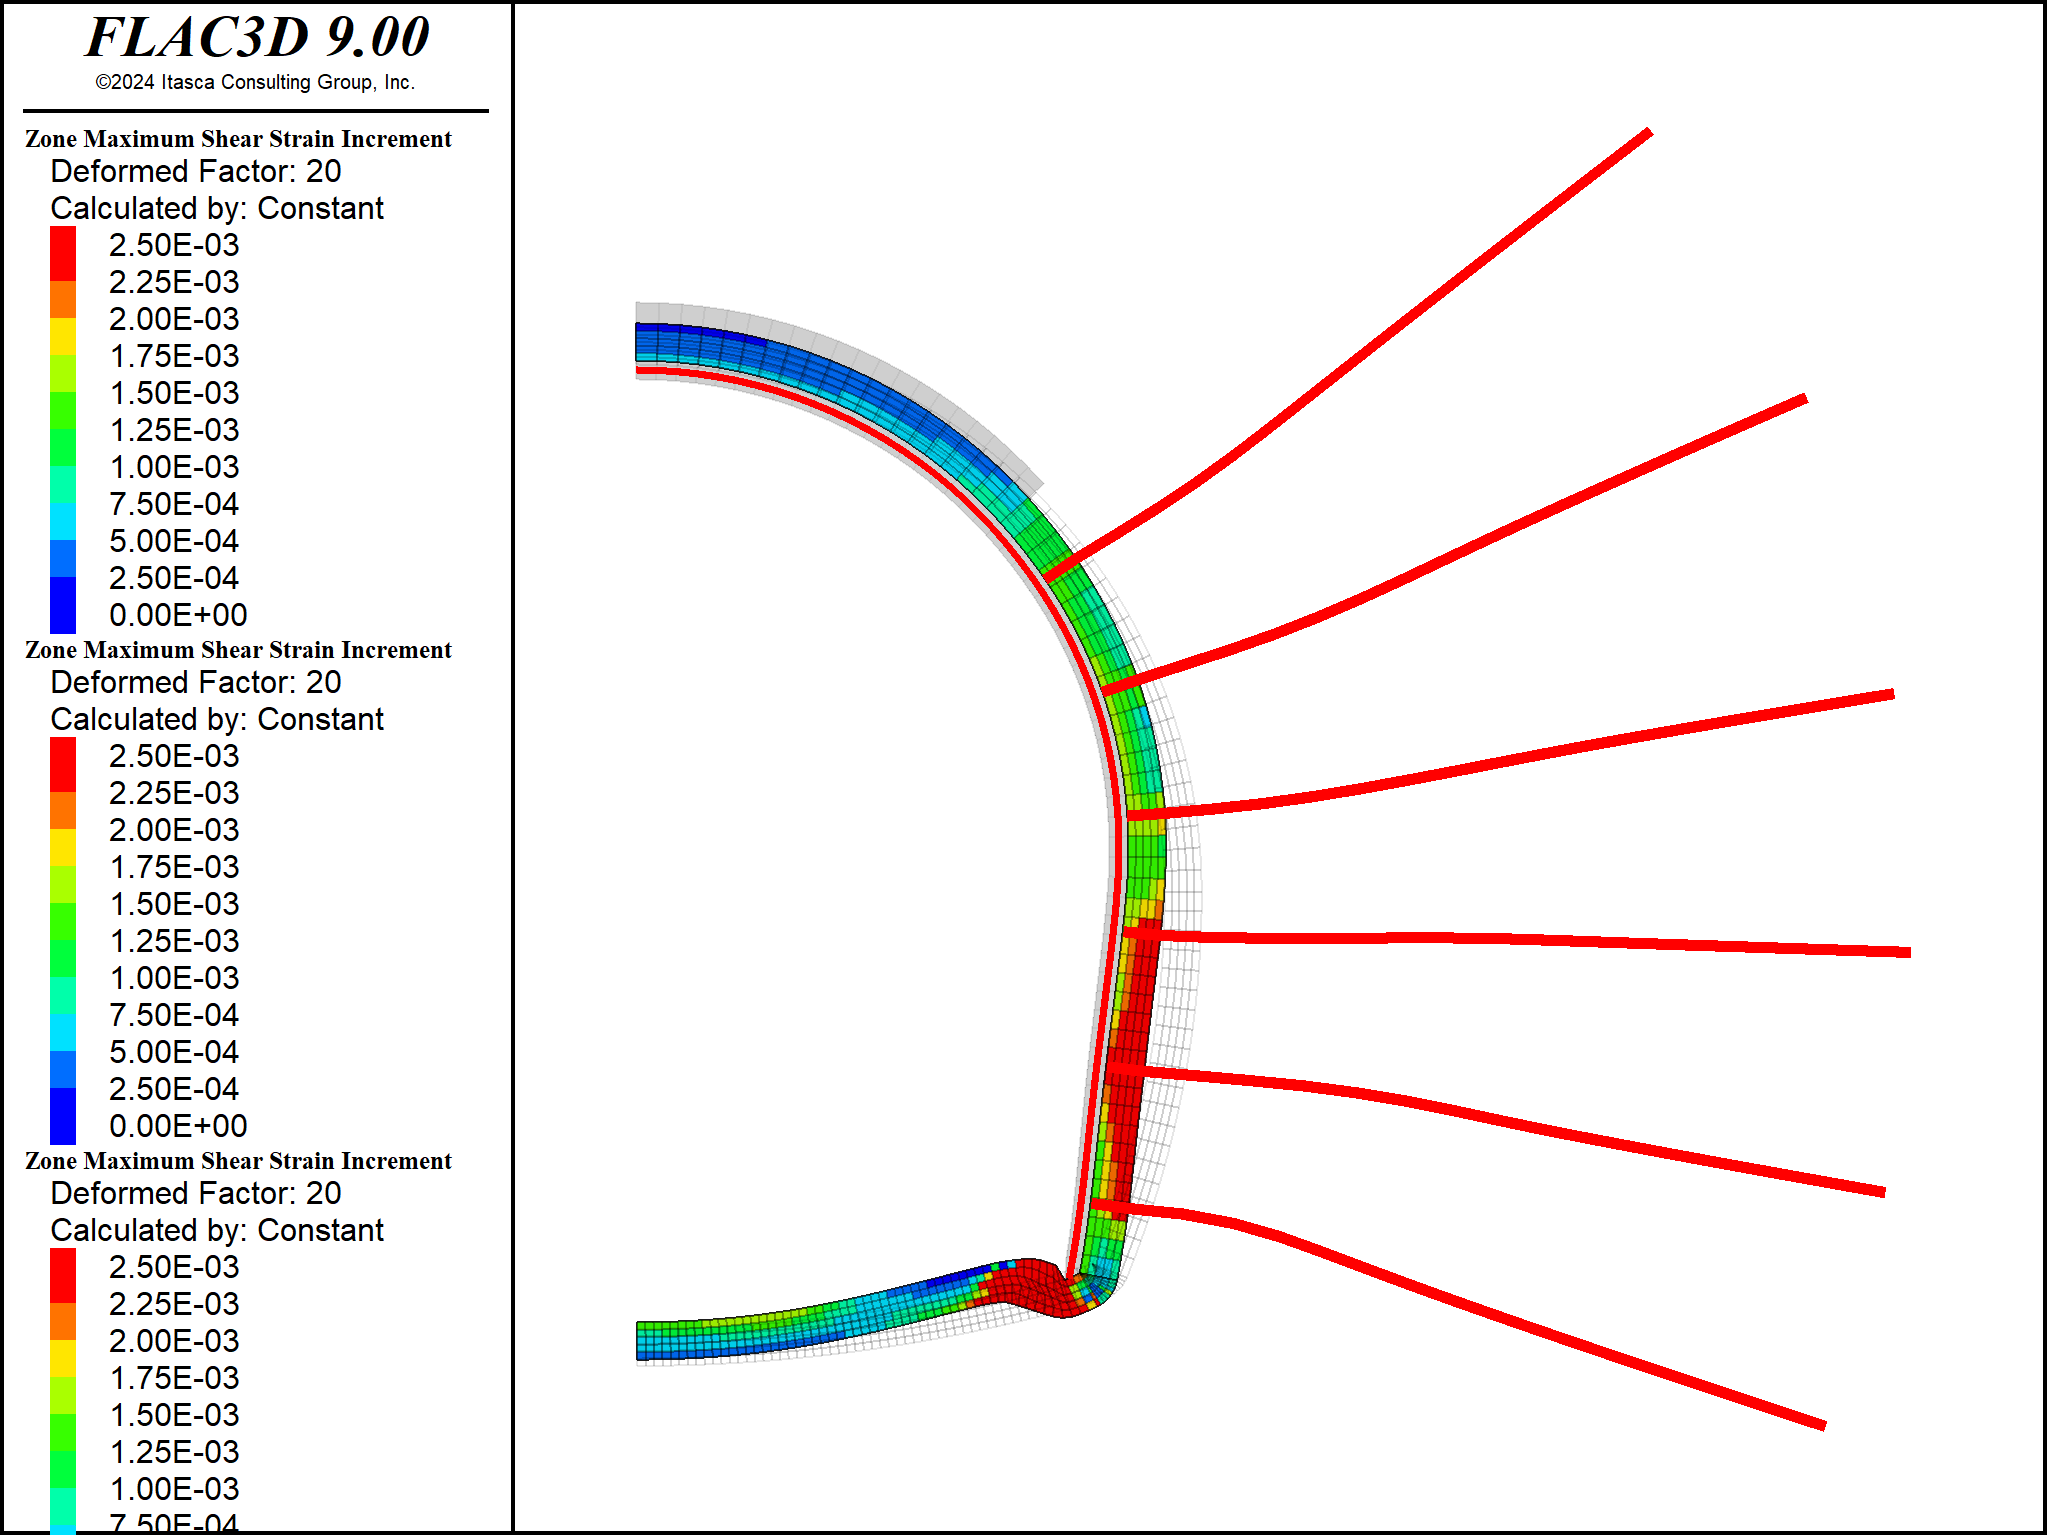 FLAC3D 9.00
©2024 Itasca Consulting Group, Inc.
Zone Maximum Shear Strain Increment
Deformed Factor: 20
Calculated by: Constant
2.50E-03
2.25E-03
2.00E-03
1.75E-03
1.50E-03
1.25E-03
1.00E-03
7.50E-04
5.00E-04
2.50E-04
0.00E+00
Zone Maximum Shear Strain Increment
Deformed Factor: 20
Calculated by: Constant
2.50E-03
2.25E-03
2.00E-03
1.75E-03
1.50E-03
1.25E-03
1.00E-03
7.50E-04
5.00E-04
2.50E-04
0.00E+00
Zone Maximum Shear Strain Increment
Deformed Factor: 20
Calculated by: Constant
2.50E-03
2.25E-03
2.00E-03
1.75E-03
1.50E-03
1.25E-03
1.00E-03
7.50E-04